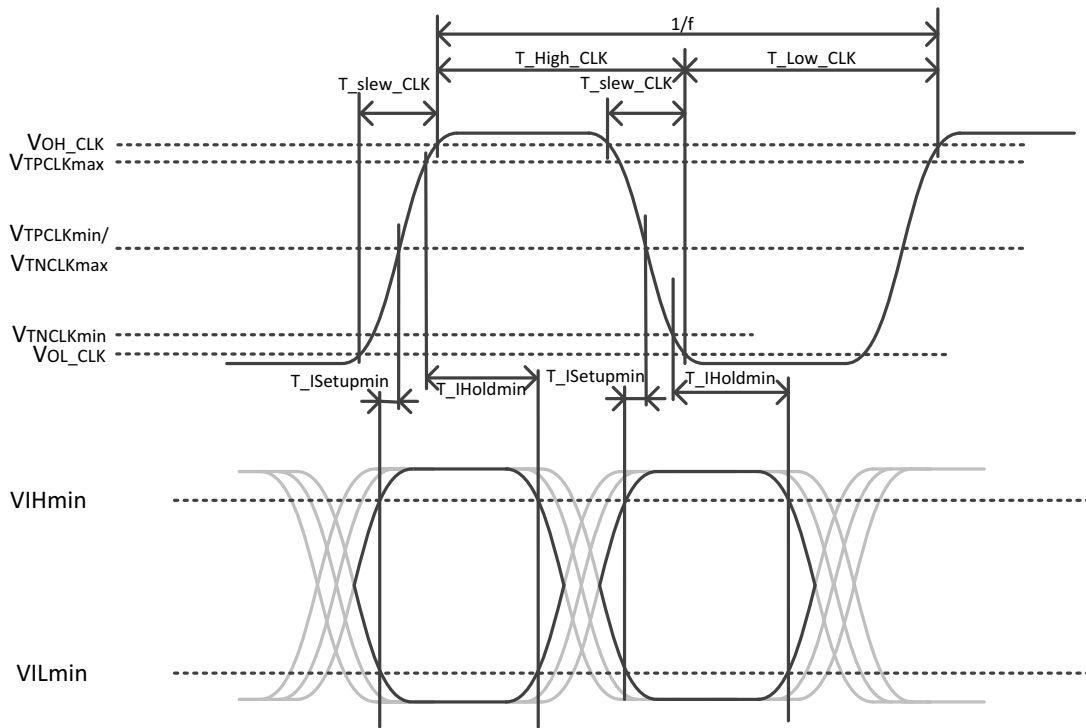 1/f
T_High_CLK
T_Low_CLK
T_slew_CLK
T_slew_CLK
VOH_CLK
VTPCLKmax
VTPCLKmin/
VTNCLKmax
VTNCLKmin
VOL_CLK
T_ISetupmin
T_IHoldmin
T_ISetupmin
T_IHoldmin
VIHmin
VILmin